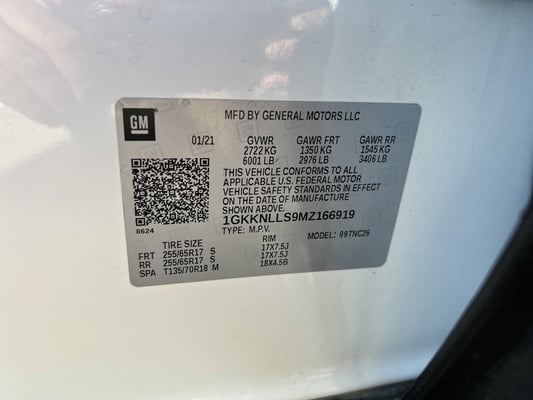 GM
MFD BY GENERAL MOTORS LLC
01/21 GVWR GAWR FRT GAWR RR
2722 KG 1350 KG 1545 KG
6001 LB 2976 LB 3406 LB
THIS VEHICLE CONFORMS TO ALL
APPLICABLE U.S. FEDERAL MOTOR
VEHICLE SAFETY STANDARDS IN EFFECT
ON THE DATE OF MANUFACTURE
SHOWN ABOVE.
1GKKNLLS9MZ166919
8624 TYPE: M.P.V. MODEL: 99TNC26
TIRE SIZE RIM
FRT 255/65R17 S 17X7.5J
RR 255/65R17 S 17X7.5J
SPA T135/70R18 M 18X4.5B